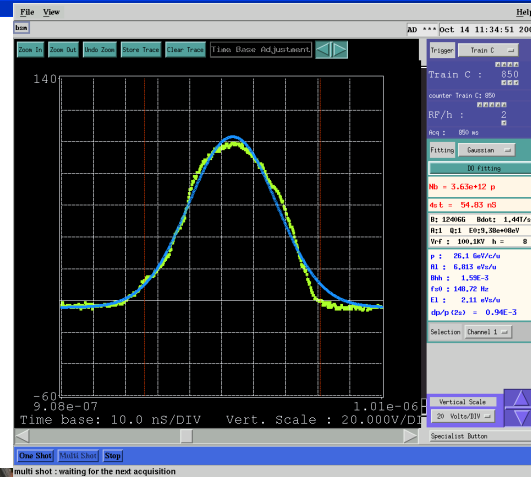 File View Help
bsm
AD *** Oct 14 11:34:51 200
Zoom In Zoom Out Undo Zoom Store Trace Clear Trace Time Base Adjustment
Trigger Train C
Train C : 850
counter Train C: 850
RF/h : 2
Acq : 850 ms
Fitting Gaussian
DO Fitting
Nb = 3.63e+12 p
4s t = 54.83 nS
B: 124066 Bdot: 1.44T/s
A:1 Q:1 E0:9.38e+08eV
Vrf : 100.1KV h = 8
p : 26.1 GeV/c/u
Al : 6.813 eVs/u
Bhh : 1.59E-3
fs0 : 148.72 Hz
El : 2.11 eVs/u
dp/p (2s) = 0.94E-3
Selection Channel 1
140
-60
9.08e-07 1.01e-06
Time base: 10.0 nS/DIV Vert. Scale : 20.000V/DI
Vertical Scale
20 Volts/DIV
Specialist Button
One Shot Multi Shot Stop
multi shot : waiting for the next acquisition